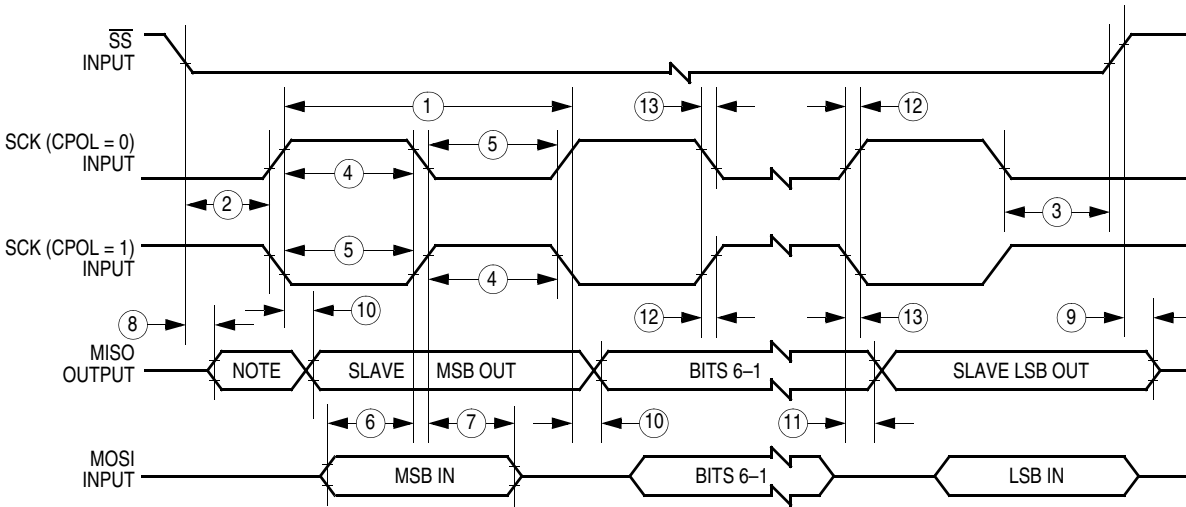 SS
INPUT
1
13
12
SCK (CPOL = 0)
INPUT
5
4
2
3
SCK (CPOL = 1)
INPUT
5
4
8
10
12
13
9
MISO
OUTPUT
NOTE
SLAVE MSB OUT
BITS 6–1
SLAVE LSB OUT
6
7
10
11
MOSI
INPUT
MSB IN
BITS 6–1
LSB IN